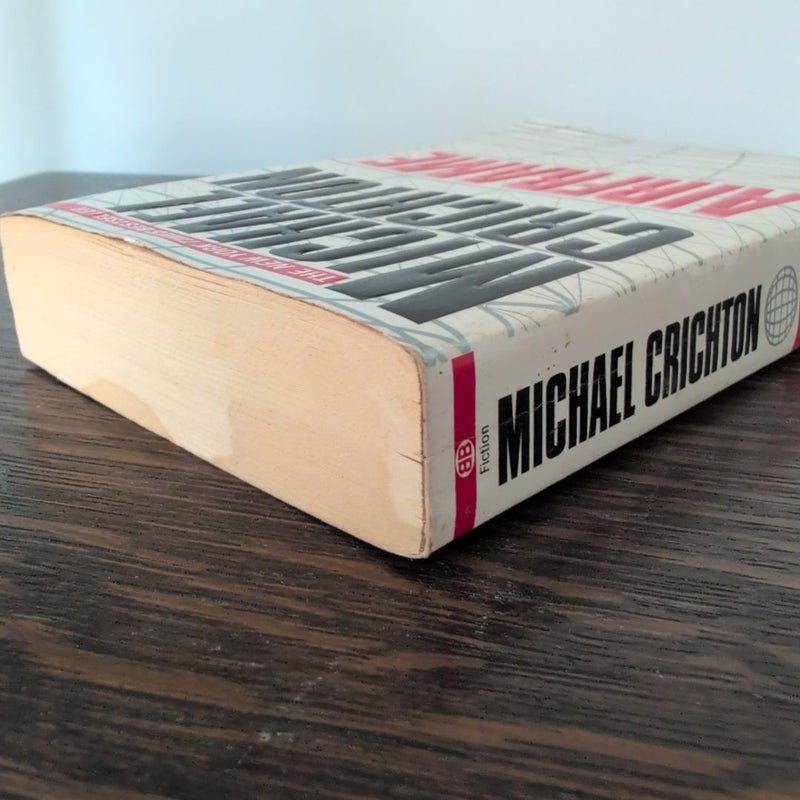 THE NEW YORK TIMES BESTSELLER
MICHAEL
CRICHTON
AIRFRAME
BB
Fiction
MICHAEL CRICHTON